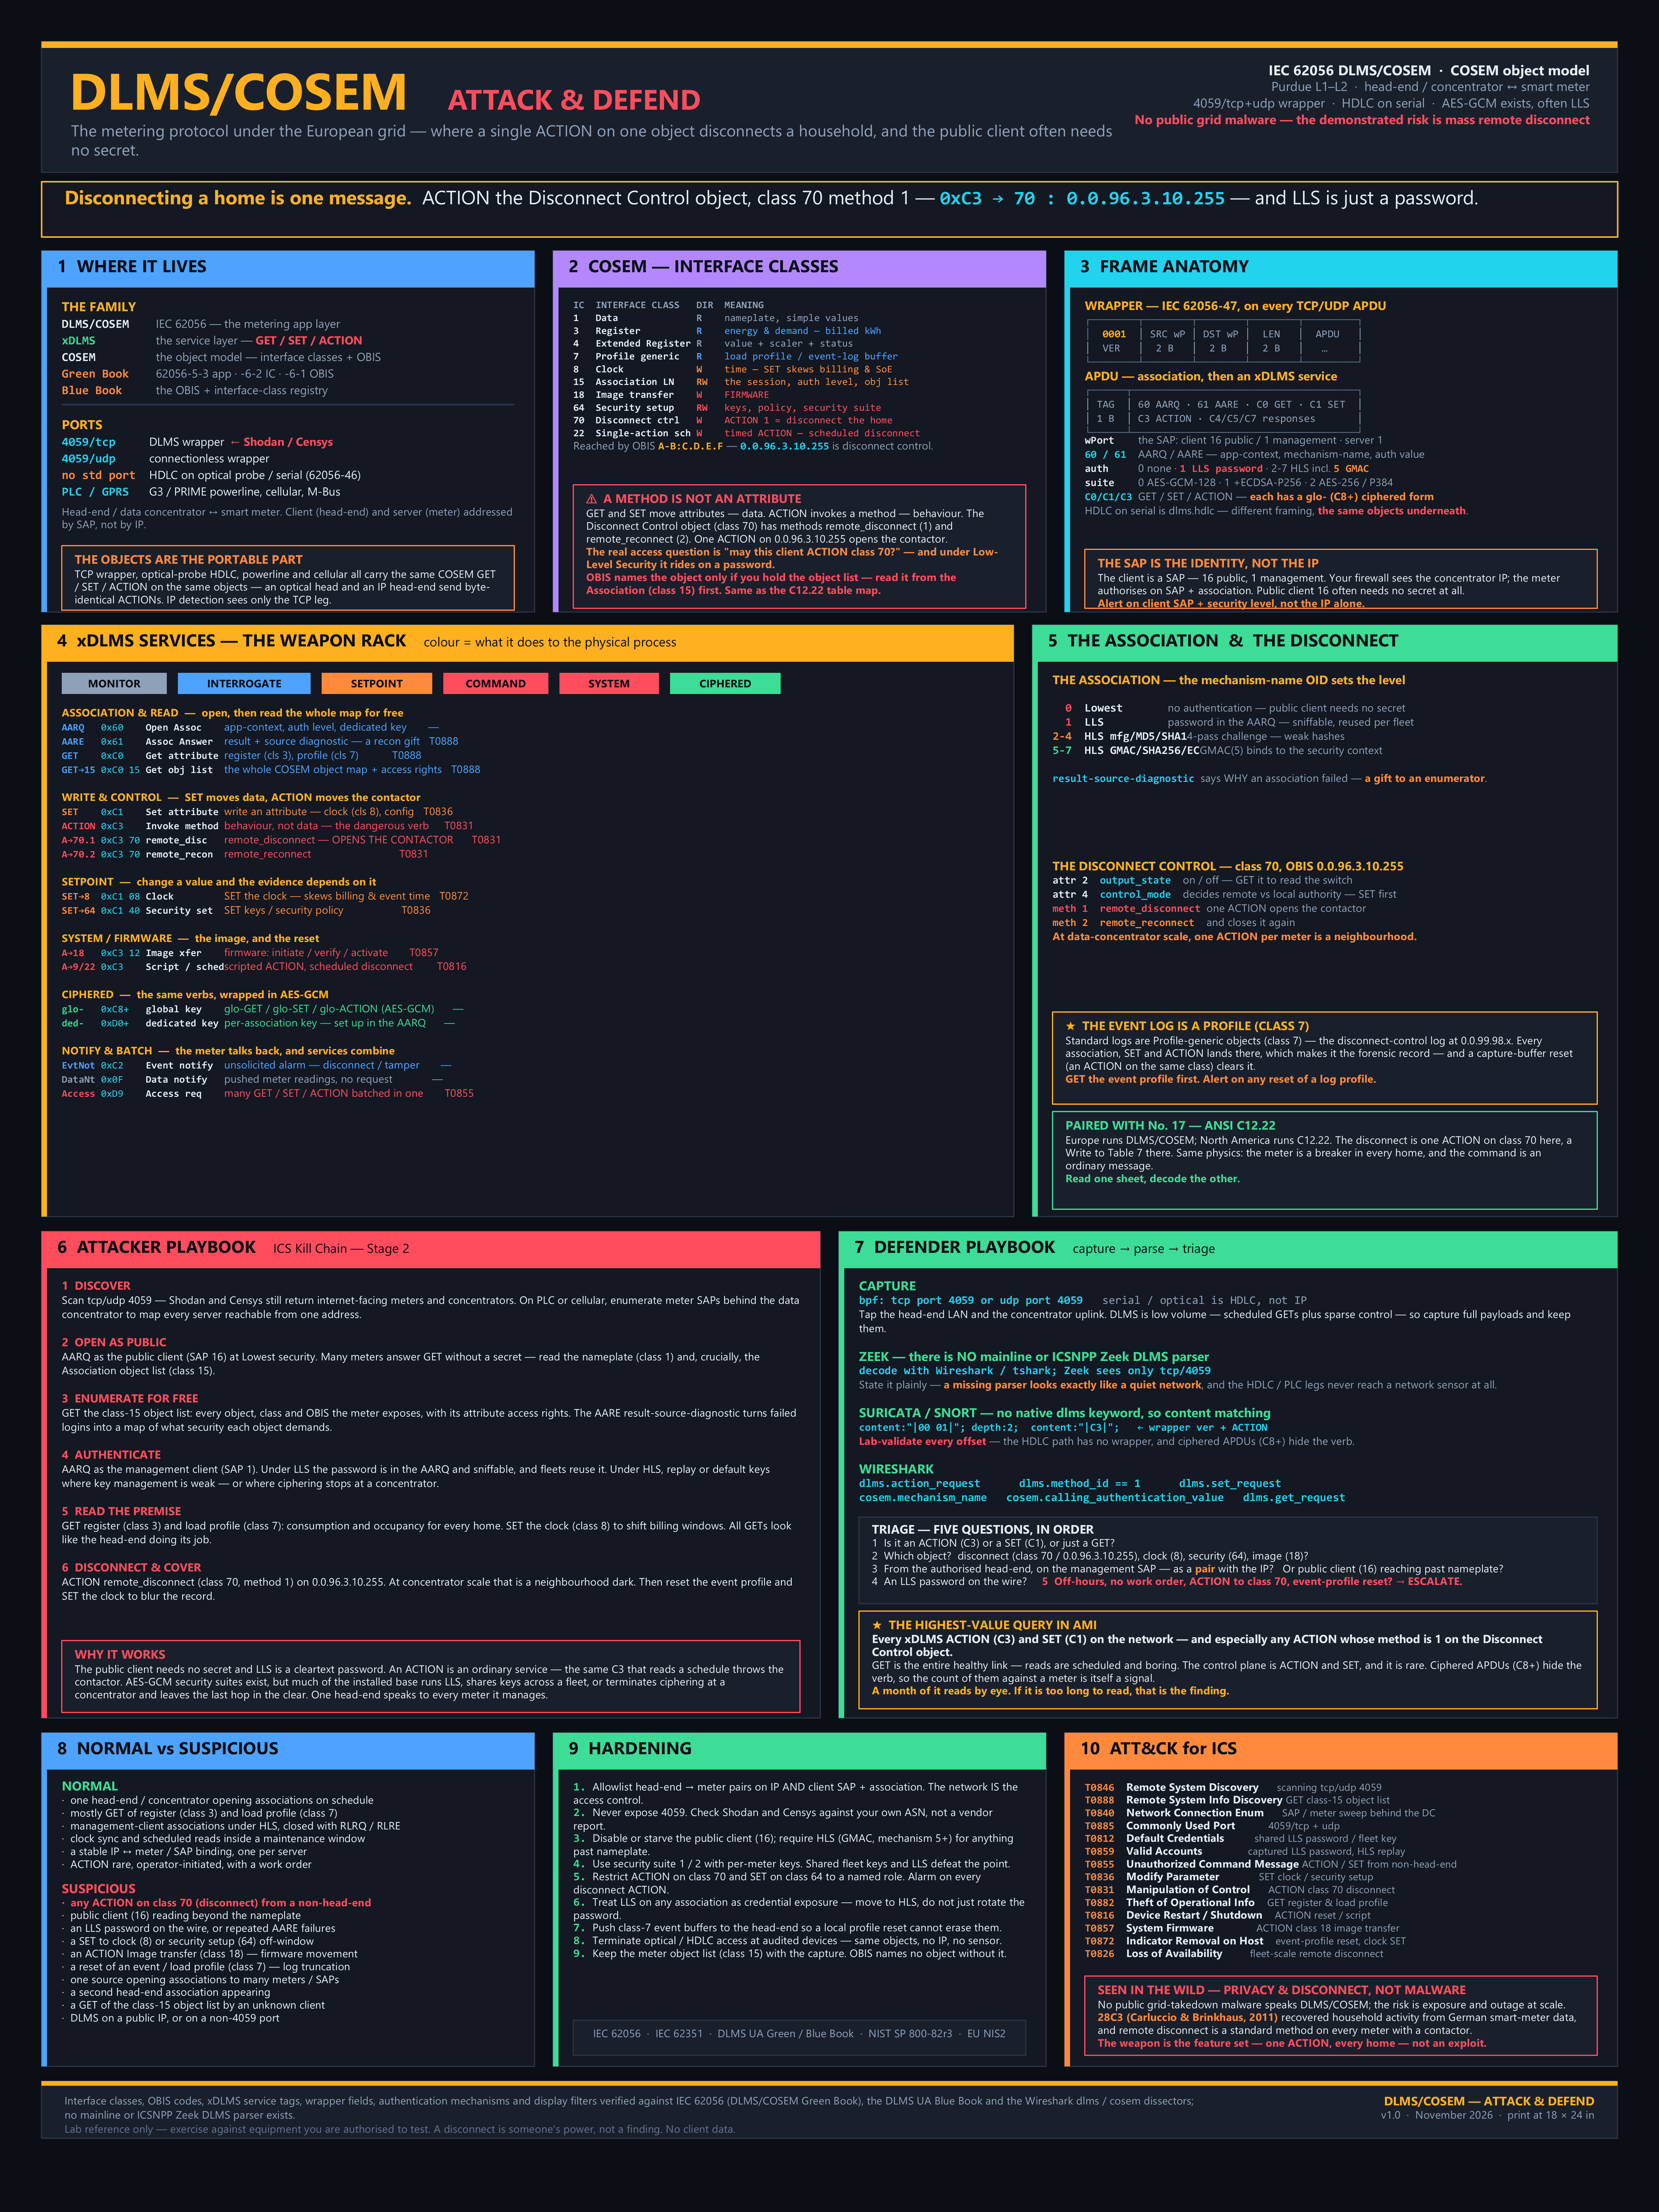 DLMS/COSEM ATTACK & DEFEND
The metering protocol under the European grid — where a single ACTION on one object disconnects a household, and the public client often needs
no secret.
IEC 62056 DLMS/COSEM · COSEM object model
Purdue L1–L2 · head-end / concentrator ↔ smart meter
4059/tcp+udp wrapper · HDLC on serial · AES-GCM exists, often LLS
No public grid malware — the demonstrated risk is mass remote disconnect
Disconnecting a home is one message. ACTION the Disconnect Control object, class 70 method 1 — 0xC3 → 70 : 0.0.96.3.10.255 — and LLS is just a password.
1 WHERE IT LIVES
THE FAMILY
DLMS/COSEM IEC 62056 — the metering app layer
xDLMS the service layer — GET / SET / ACTION
COSEM the object model — interface classes + OBIS
Green Book 62056-5-3 app · -6-2 IC · -6-1 OBIS
Blue Book the OBIS + interface-class registry
PORTS
4059/tcp DLMS wrapper ← Shodan / Censys
4059/udp connectionless wrapper
no std port HDLC on optical probe / serial (62056-46)
PLC / GPRS G3 / PRIME powerline, cellular, M-Bus
Head-end / data concentrator ↔ smart meter. Client (head-end) and server (meter) addressed
by SAP, not by IP.
THE OBJECTS ARE THE PORTABLE PART
TCP wrapper, optical-probe HDLC, powerline and cellular all carry the same COSEM GET
/ SET / ACTION on the same objects — an optical head and an IP head-end send byte-
identical ACTIONs. IP detection sees only the TCP leg.
2 COSEM — INTERFACE CLASSES
IC INTERFACE CLASS DIR MEANING
1 Data R nameplate, simple values
3 Register R energy & demand — billed kWh
4 Extended Register R value + scaler + status
7 Profile generic R load profile / event-log buffer
8 Clock W time — SET skews billing & SoE
15 Association LN RW the session, auth level, obj list
18 Image transfer W FIRMWARE
64 Security setup RW keys, policy, security suite
70 Disconnect ctrl W ACTION 1 = disconnect the home
22 Single-action sch W timed ACTION — scheduled disconnect
Reached by OBIS A-B:C.D.E.F — 0.0.96.3.10.255 is disconnect control.
⚠ A METHOD IS NOT AN ATTRIBUTE
GET and SET move attributes — data. ACTION invokes a method — behaviour. The
Disconnect Control object (class 70) has methods remote_disconnect (1) and
remote_reconnect (2). One ACTION on 0.0.96.3.10.255 opens the contactor.
The real access question is "may this client ACTION class 70?" — and under Low-
Level Security it rides on a password.
OBIS names the object only if you hold the object list — read it from the
Association (class 15) first. Same as the C12.22 table map.
3 FRAME ANATOMY
WRAPPER — IEC 62056-47, on every TCP/UDP APDU
0001 SRC wP DST wP LEN APDU
VER 2 B 2 B 2 B …
APDU — association, then an xDLMS service
TAG 60 AARQ · 61 AARE · C0 GET · C1 SET
1 B C3 ACTION · C4/C5/C7 responses
wPort the SAP: client 16 public / 1 management · server 1
60 / 61 AARQ / AARE — app-context, mechanism-name, auth value
auth 0 none · 1 LLS password · 2-7 HLS incl. 5 GMAC
suite 0 AES-GCM-128 · 1 +ECDSA-P256 · 2 AES-256 / P384
C0/C1/C3 GET / SET / ACTION — each has a glo- (C8+) ciphered form
HDLC on serial is dlms.hdlc — different framing, the same objects underneath.
THE SAP IS THE IDENTITY, NOT THE IP
The client is a SAP — 16 public, 1 management. Your firewall sees the concentrator IP; the meter
authorises on SAP + association. Public client 16 often needs no secret at all.
Alert on client SAP + security level, not the IP alone.
4 xDLMS SERVICES — THE WEAPON RACK colour = what it does to the physical process
MONITOR INTERROGATE SETPOINT COMMAND SYSTEM CIPHERED
ASSOCIATION & READ — open, then read the whole map for free
AARQ 0x60 Open Assoc app-context, auth level, dedicated key —
AARE 0x61 Assoc Answer result + source diagnostic — a recon gift T0888
GET 0xC0 Get attribute register (cls 3), profile (cls 7) T0888
GET→15 0xC0 15 Get obj list the whole COSEM object map + access rights T0888
WRITE & CONTROL — SET moves data, ACTION moves the contactor
SET 0xC1 Set attribute write an attribute — clock (cls 8), config T0836
ACTION 0xC3 Invoke method behaviour, not data — the dangerous verb T0831
A→70.1 0xC3 70 remote_disc remote_disconnect — OPENS THE CONTACTOR T0831
A→70.2 0xC3 70 remote_recon remote_reconnect T0831
SETPOINT — change a value and the evidence depends on it
SET→8 0xC1 08 Clock SET the clock — skews billing & event time T0872
SET→64 0xC1 40 Security set SET keys / security policy T0836
SYSTEM / FIRMWARE — the image, and the reset
A→18 0xC3 12 Image xfer firmware: initiate / verify / activate T0857
A→9/22 0xC3 Script / sched scripted ACTION, scheduled disconnect T0816
CIPHERED — the same verbs, wrapped in AES-GCM
glo- 0xC8+ global key glo-GET / glo-SET / glo-ACTION (AES-GCM) —
ded- 0xD0+ dedicated key per-association key — set up in the AARQ —
NOTIFY & BATCH — the meter talks back, and services combine
EvtNot 0xC2 Event notify unsolicited alarm — disconnect / tamper —
DataNt 0x0F Data notify pushed meter readings, no request —
Access 0xD9 Access req many GET / SET / ACTION batched in one T0855
5 THE ASSOCIATION & THE DISCONNECT
THE ASSOCIATION — the mechanism-name OID sets the level
0 Lowest no authentication — public client needs no secret
1 LLS password in the AARQ — sniffable, reused per fleet
2-4 HLS mfg/MD5/SHA1 4-pass challenge — weak hashes
5-7 HLS GMAC/SHA256/EC GMAC(5) binds to the security context
result-source-diagnostic says WHY an association failed — a gift to an enumerator.
THE DISCONNECT CONTROL — class 70, OBIS 0.0.96.3.10.255
attr 2 output_state on / off — GET it to read the switch
attr 4 control_mode decides remote vs local authority — SET first
meth 1 remote_disconnect one ACTION opens the contactor
meth 2 remote_reconnect and closes it again
At data-concentrator scale, one ACTION per meter is a neighbourhood.
★ THE EVENT LOG IS A PROFILE (CLASS 7)
Standard logs are Profile-generic objects (class 7) — the disconnect-control log at 0.0.99.98.x. Every
association, SET and ACTION lands there, which makes it the forensic record — and a capture-buffer reset
(an ACTION on the same class) clears it.
GET the event profile first. Alert on any reset of a log profile.
PAIRED WITH No. 17 — ANSI C12.22
Europe runs DLMS/COSEM; North America runs C12.22. The disconnect is one ACTION on class 70 here, a
Write to Table 7 there. Same physics: the meter is a breaker in every home, and the command is an
ordinary message.
Read one sheet, decode the other.
6 ATTACKER PLAYBOOK ICS Kill Chain — Stage 2
1 DISCOVER
Scan tcp/udp 4059 — Shodan and Censys still return internet-facing meters and concentrators. On PLC or cellular, enumerate meter SAPs behind the data
concentrator to map every server reachable from one address.
2 OPEN AS PUBLIC
AARQ as the public client (SAP 16) at Lowest security. Many meters answer GET without a secret — read the nameplate (class 1) and, crucially, the
Association object list (class 15).
3 ENUMERATE FOR FREE
GET the class-15 object list: every object, class and OBIS the meter exposes, with its attribute access rights. The AARE result-source-diagnostic turns failed
logins into a map of what security each object demands.
4 AUTHENTICATE
AARQ as the management client (SAP 1). Under LLS the password is in the AARQ and sniffable, and fleets reuse it. Under HLS, replay or default keys
where key management is weak — or where ciphering stops at a concentrator.
5 READ THE PREMISE
GET register (class 3) and load profile (class 7): consumption and occupancy for every home. SET the clock (class 8) to shift billing windows. All GETs look
like the head-end doing its job.
6 DISCONNECT & COVER
ACTION remote_disconnect (class 70, method 1) on 0.0.96.3.10.255. At concentrator scale that is a neighbourhood dark. Then reset the event profile and
SET the clock to blur the record.
WHY IT WORKS
The public client needs no secret and LLS is a cleartext password. An ACTION is an ordinary service — the same C3 that reads a schedule throws the
contactor. AES-GCM security suites exist, but much of the installed base runs LLS, shares keys across a fleet, or terminates ciphering at a
concentrator and leaves the last hop in the clear. One head-end speaks to every meter it manages.
7 DEFENDER PLAYBOOK capture → parse → triage
CAPTURE
bpf: tcp port 4059 or udp port 4059 serial / optical is HDLC, not IP
Tap the head-end LAN and the concentrator uplink. DLMS is low volume — scheduled GETs plus sparse control — so capture full payloads and keep
them.
ZEEK — there is NO mainline or ICSNPP Zeek DLMS parser
decode with Wireshark / tshark; Zeek sees only tcp/4059
State it plainly — a missing parser looks exactly like a quiet network, and the HDLC / PLC legs never reach a network sensor at all.
SURICATA / SNORT — no native dlms keyword, so content matching
content:"|00 01|"; depth:2; content:"|C3|"; ← wrapper ver + ACTION
Lab-validate every offset — the HDLC path has no wrapper, and ciphered APDUs (C8+) hide the verb.
WIRESHARK
dlms.action_request dlms.method_id == 1 dlms.set_request
cosem.mechanism_name cosem.calling_authentication_value dlms.get_request
TRIAGE — FIVE QUESTIONS, IN ORDER
1 Is it an ACTION (C3) or a SET (C1), or just a GET?
2 Which object? disconnect (class 70 / 0.0.96.3.10.255), clock (8), security (64), image (18)?
3 From the authorised head-end, on the management SAP — as a pair with the IP? Or public client (16) reaching past nameplate?
4 An LLS password on the wire? 5 Off-hours, no work order, ACTION to class 70, event-profile reset? → ESCALATE.
★ THE HIGHEST-VALUE QUERY IN AMI
Every xDLMS ACTION (C3) and SET (C1) on the network — and especially any ACTION whose method is 1 on the Disconnect
Control object.
GET is the entire healthy link — reads are scheduled and boring. The control plane is ACTION and SET, and it is rare. Ciphered APDUs (C8+) hide the
verb, so the count of them against a meter is itself a signal.
A month of it reads by eye. If it is too long to read, that is the finding.
8 NORMAL vs SUSPICIOUS
NORMAL
· one head-end / concentrator opening associations on schedule
· mostly GET of register (class 3) and load profile (class 7)
· management-client associations under HLS, closed with RLRQ / RLRE
· clock sync and scheduled reads inside a maintenance window
· a stable IP ↔ meter / SAP binding, one per server
· ACTION rare, operator-initiated, with a work order
SUSPICIOUS
· any ACTION on class 70 (disconnect) from a non-head-end
· public client (16) reading beyond the nameplate
· an LLS password on the wire, or repeated AARE failures
· a SET to clock (8) or security setup (64) off-window
· an ACTION Image transfer (class 18) — firmware movement
· a reset of an event / load profile (class 7) — log truncation
· one source opening associations to many meters / SAPs
· a second head-end association appearing
· a GET of the class-15 object list by an unknown client
· DLMS on a public IP, or on a non-4059 port
9 HARDENING
1. Allowlist head-end → meter pairs on IP AND client SAP + association. The network IS the
access control.
2. Never expose 4059. Check Shodan and Censys against your own ASN, not a vendor
report.
3. Disable or starve the public client (16); require HLS (GMAC, mechanism 5+) for anything
past nameplate.
4. Use security suite 1 / 2 with per-meter keys. Shared fleet keys and LLS defeat the point.
5. Restrict ACTION on class 70 and SET on class 64 to a named role. Alarm on every
disconnect ACTION.
6. Treat LLS on any association as credential exposure — move to HLS, do not just rotate the
password.
7. Push class-7 event buffers to the head-end so a local profile reset cannot erase them.
8. Terminate optical / HDLC access at audited devices — same objects, no IP, no sensor.
9. Keep the meter object list (class 15) with the capture. OBIS names no object without it.
IEC 62056 · IEC 62351 · DLMS UA Green / Blue Book · NIST SP 800-82r3 · EU NIS2
10 ATT&CK for ICS
T0846 Remote System Discovery scanning tcp/udp 4059
T0888 Remote System Info Discovery GET class-15 object list
T0840 Network Connection Enum SAP / meter sweep behind the DC
T0885 Commonly Used Port 4059/tcp + udp
T0812 Default Credentials shared LLS password / fleet key
T0859 Valid Accounts captured LLS password, HLS replay
T0855 Unauthorized Command Message ACTION / SET from non-head-end
T0836 Modify Parameter SET clock / security setup
T0831 Manipulation of Control ACTION class 70 disconnect
T0882 Theft of Operational Info GET register & load profile
T0816 Device Restart / Shutdown ACTION reset / script
T0857 System Firmware ACTION class 18 image transfer
T0872 Indicator Removal on Host event-profile reset, clock SET
T0826 Loss of Availability fleet-scale remote disconnect
SEEN IN THE WILD — PRIVACY & DISCONNECT, NOT MALWARE
No public grid-takedown malware speaks DLMS/COSEM; the risk is exposure and outage at scale.
28C3 (Carluccio & Brinkhaus, 2011) recovered household activity from German smart-meter data,
and remote disconnect is a standard method on every meter with a contactor.
The weapon is the feature set — one ACTION, every home — not an exploit.
Interface classes, OBIS codes, xDLMS service tags, wrapper fields, authentication mechanisms and display filters verified against IEC 62056 (DLMS/COSEM Green Book), the DLMS UA Blue Book and the Wireshark dlms / cosem dissectors;
no mainline or ICSNPP Zeek DLMS parser exists.
Lab reference only — exercise against equipment you are authorised to test. A disconnect is someone's power, not a finding. No client data.
DLMS/COSEM — ATTACK & DEFEND
v1.0 · November 2026 · print at 18 × 24 in